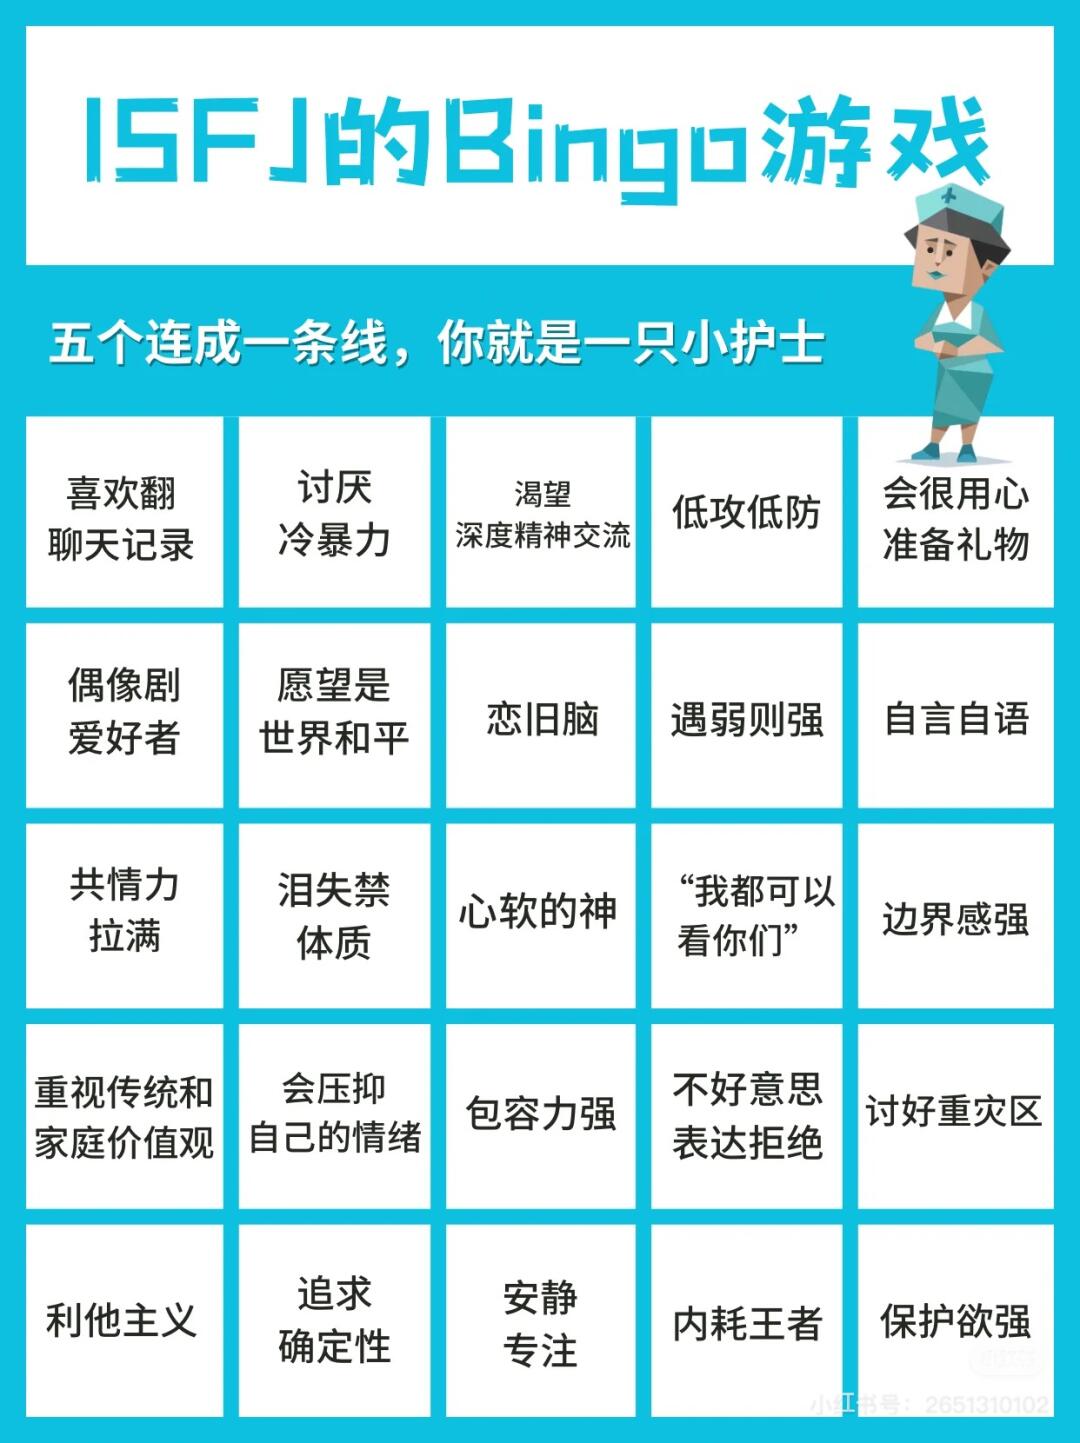 ISFJ的Bingo游戏
五个连成一条线，你就是一只小护士
喜欢翻
聊天记录
讨厌
冷暴力
渴望
深度精神交流
低攻低防
会很用心
准备礼物
偶像剧
爱好者
愿望是
世界和平
恋旧脑
遇弱则强
自言自语
共情力
拉满
泪失禁
体质
心软的神
“我都可以
看你们”
边界感强
重视传统和
家庭价值观
会压抑
自己的情绪
包容力强
不好意思
表达拒绝
讨好重灾区
利他主义
追求
确定性
安静
专注
内耗王者
保护欲强
小红书号：2651310102